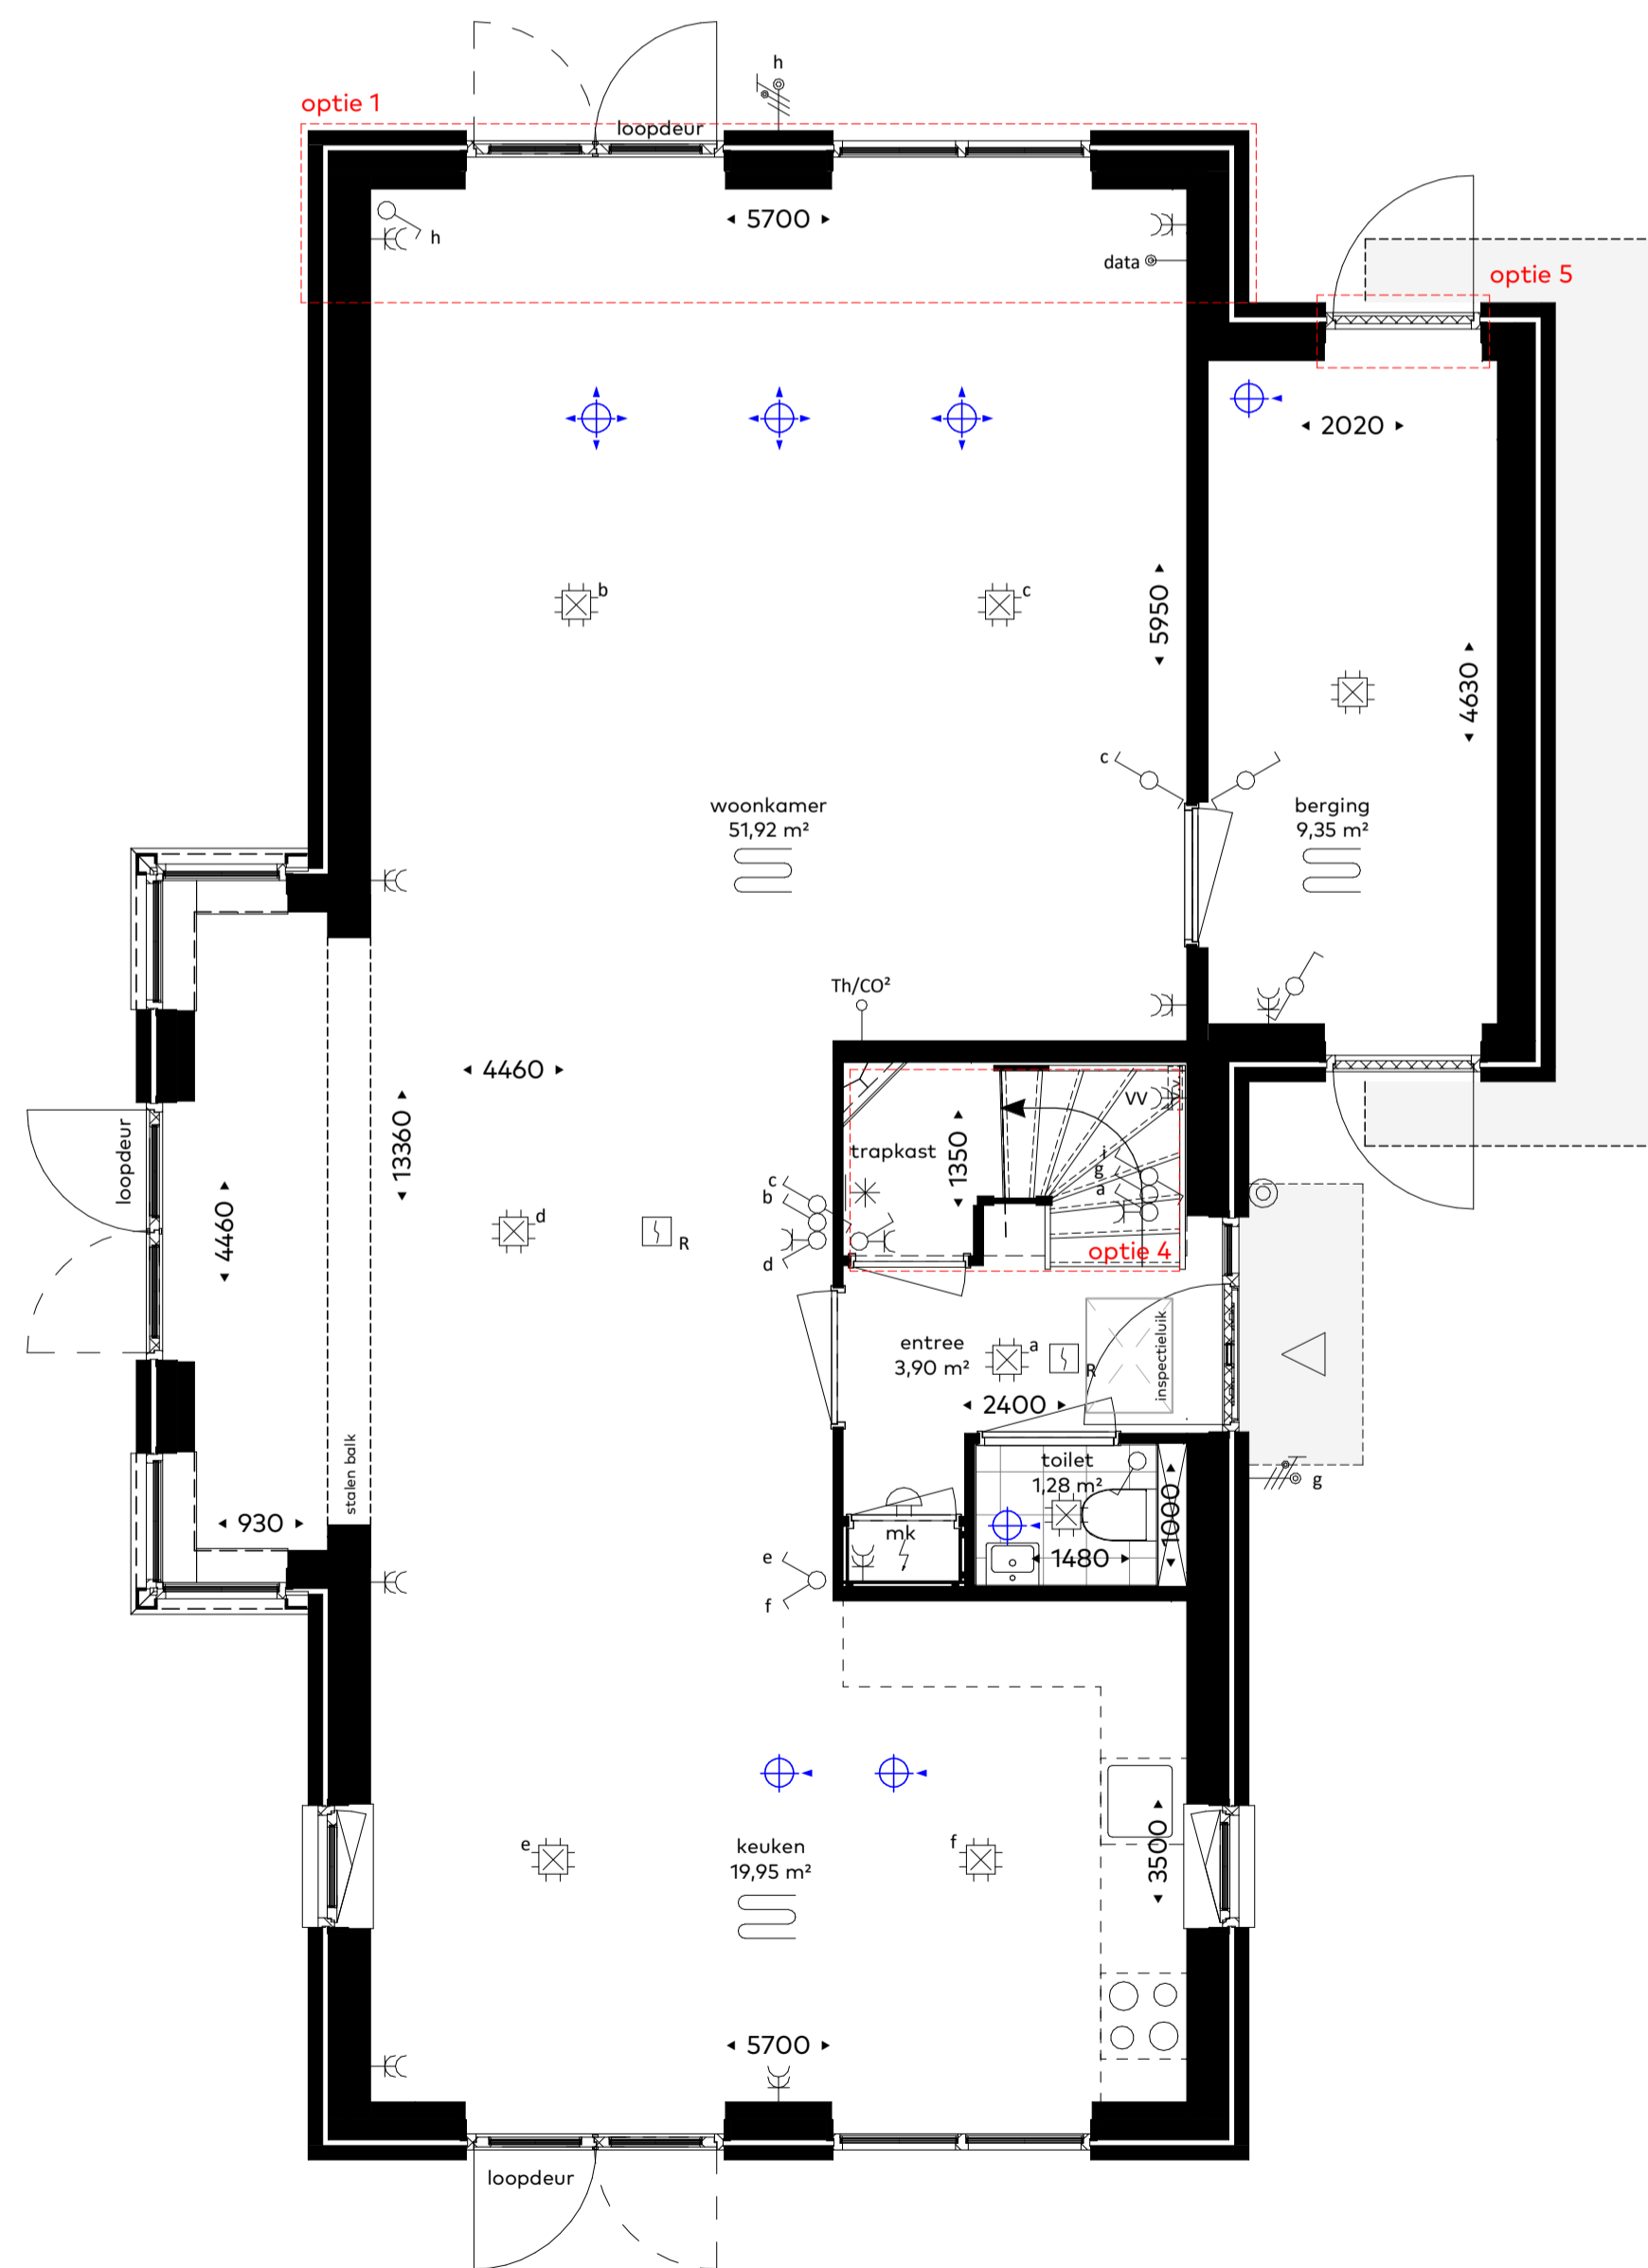 h
optie 1
loopdeur
5700
h
data
optie 5
2020
b
c
5950
4630
c
woonkamer
51,92 m²
berging
9,35 m²
Th/CO²
4460
13360
loopdeur
4460
trapkast
1350
VV
i
g
a
c
b
d
optie 4
d
R
entree
3,90 m²
a
R
inspectieluik
2400
stalen balk
930
toilet
1,28 m²
1000
1480
mk
g
e
f
e
keuken
19,95 m²
f
3500
5700
loopdeur